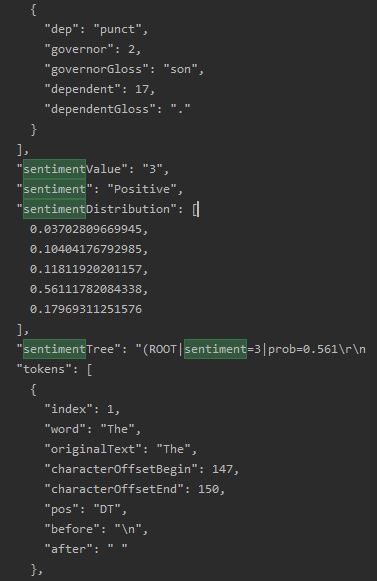 {
"dep": "punct",
"governor": 2,
"governorGloss": "son",
"dependent": 17,
"dependentGloss": "."
}
],
"sentimentValue": "3",
"sentiment": "Positive",
"sentimentDistribution": [
0.03702809669945,
0.10404176792985,
0.11811920201157,
0.56111782084338,
0.17969311251576
],
"sentimentTree": "(ROOT|sentiment=3|prob=0.561\r\n
"tokens": [
{
"index": 1,
"word": "The",
"originalText": "The",
"characterOffsetBegin": 147,
"characterOffsetEnd": 150,
"pos": "DT",
"before": "\n",
"after": " "
},